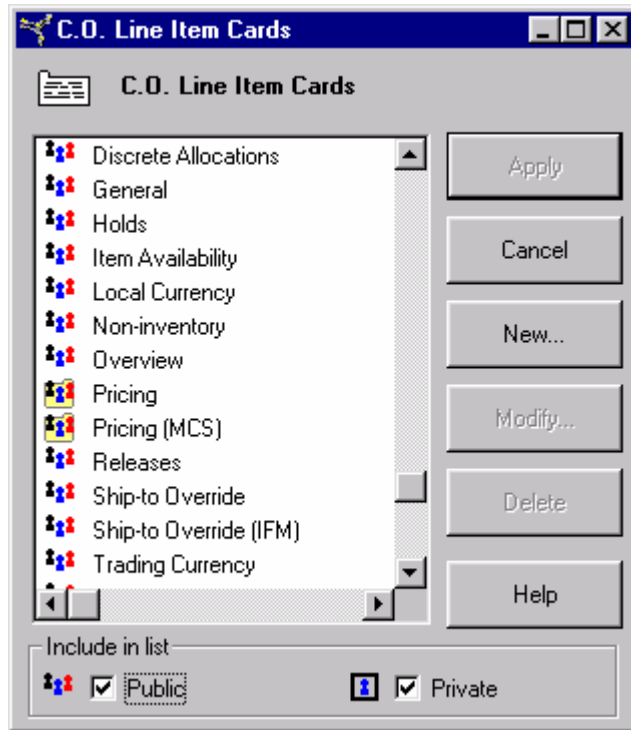 C.O. Line Item Cards
C.O. Line Item Cards
Discrete Allocations
General
Holds
Item Availability
Local Currency
Non-inventory
Overview
Pricing
Pricing (MCS)
Releases
Ship-to Override
Ship-to Override (IFM)
Trading Currency
Apply
Cancel
New...
Modify...
Delete
Help
Include in list
Public
Private